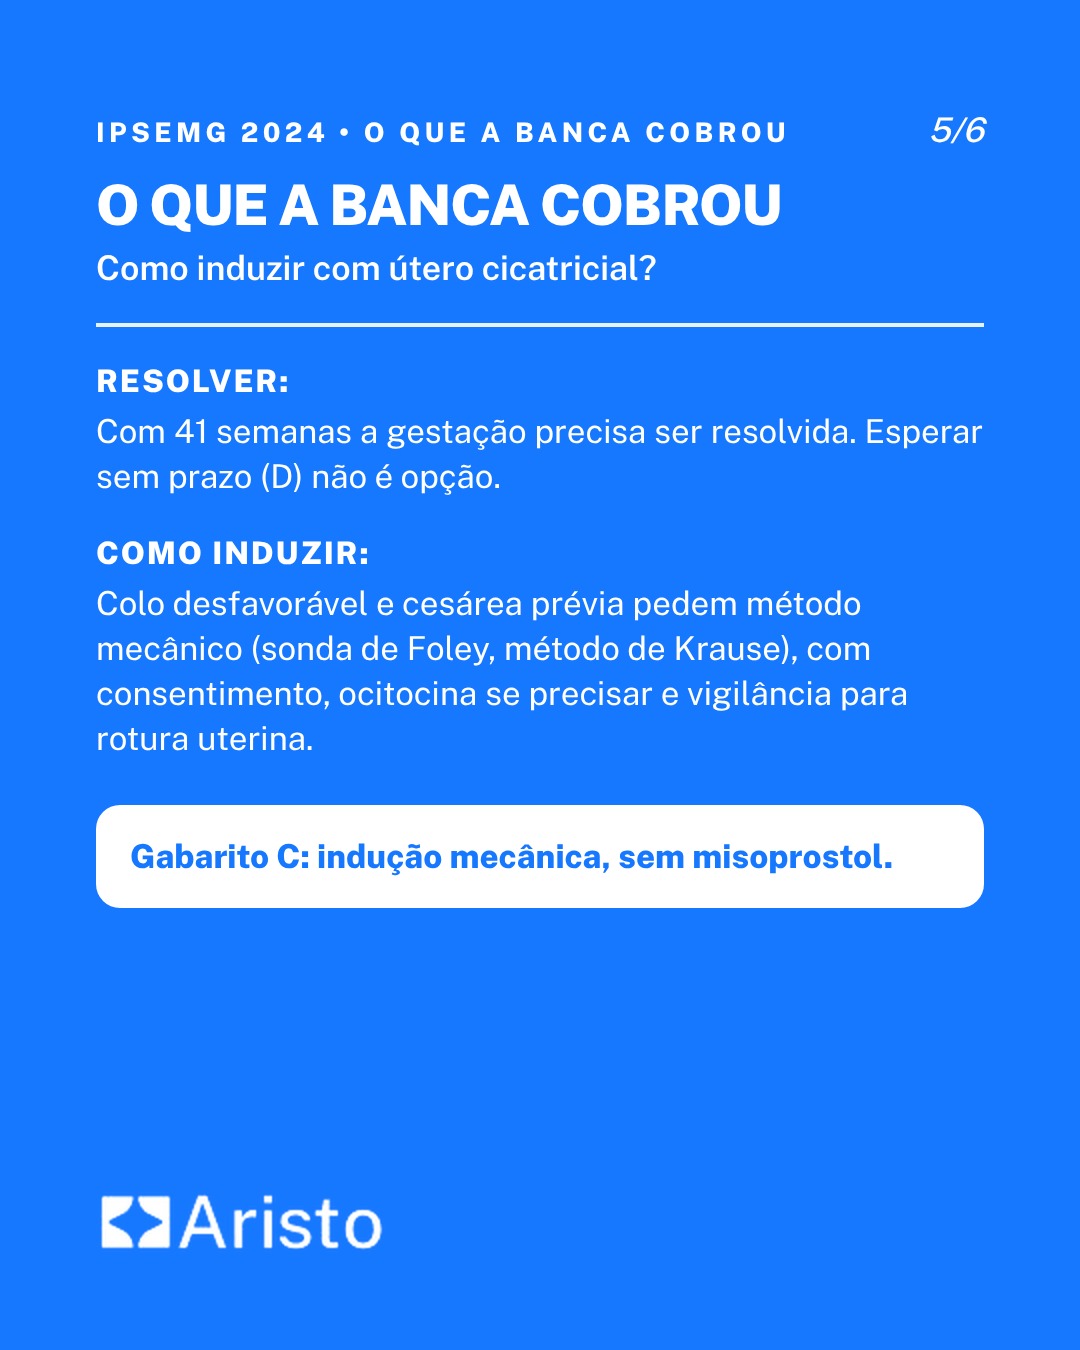 IPSEMG 2024 • O QUE A BANCA COBROU
5/6
O QUE A BANCA COBROU
Como induzir com útero cicatricial?
RESOLVER:
Com 41 semanas a gestação precisa ser resolvida. Esperar
sem prazo (D) não é opção.
COMO INDUZIR:
Colo desfavorável e cesárea prévia pedem método
mecânico (sonda de Foley, método de Krause), com
consentimento, ocitocina se precisar e vigilância para
rotura uterina.
Gabarito C: indução mecânica, sem misoprostol.
Aristo